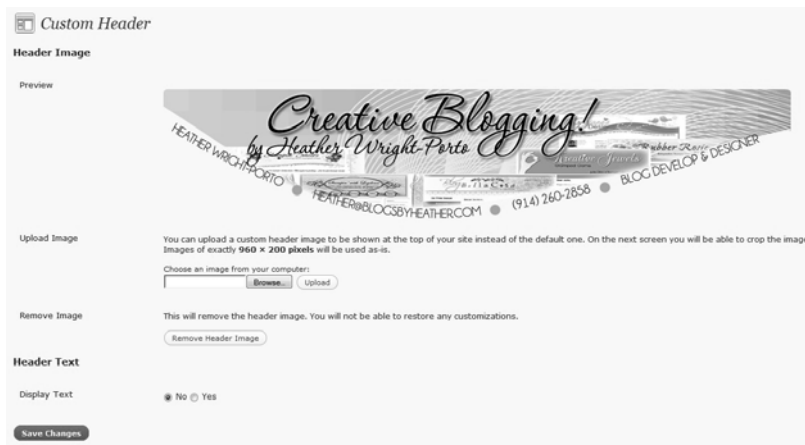 Custom Header
Header Image
Preview
Creative Blogging!
by Heather Wright-Porto
HEATHER WRIGHT-PORTO
HEATHER@BLOGSBYHEATHER.COM
(914) 260-2858
BLOG DEVELOP & DESIGNER
Kreative Jewels
Rubber Rosie
Upload Image
You can upload a custom header image to be shown at the top of your site instead of the default one. On the next screen you will be able to crop the image
Images of exactly 960 × 200 pixels will be used as-is.
Choose an image from your computer:
Browse..
Upload
Remove Image
This will remove the header image. You will not be able to restore any customizations.
Remove Header Image
Header Text
Display Text
No Yes
Save Changes